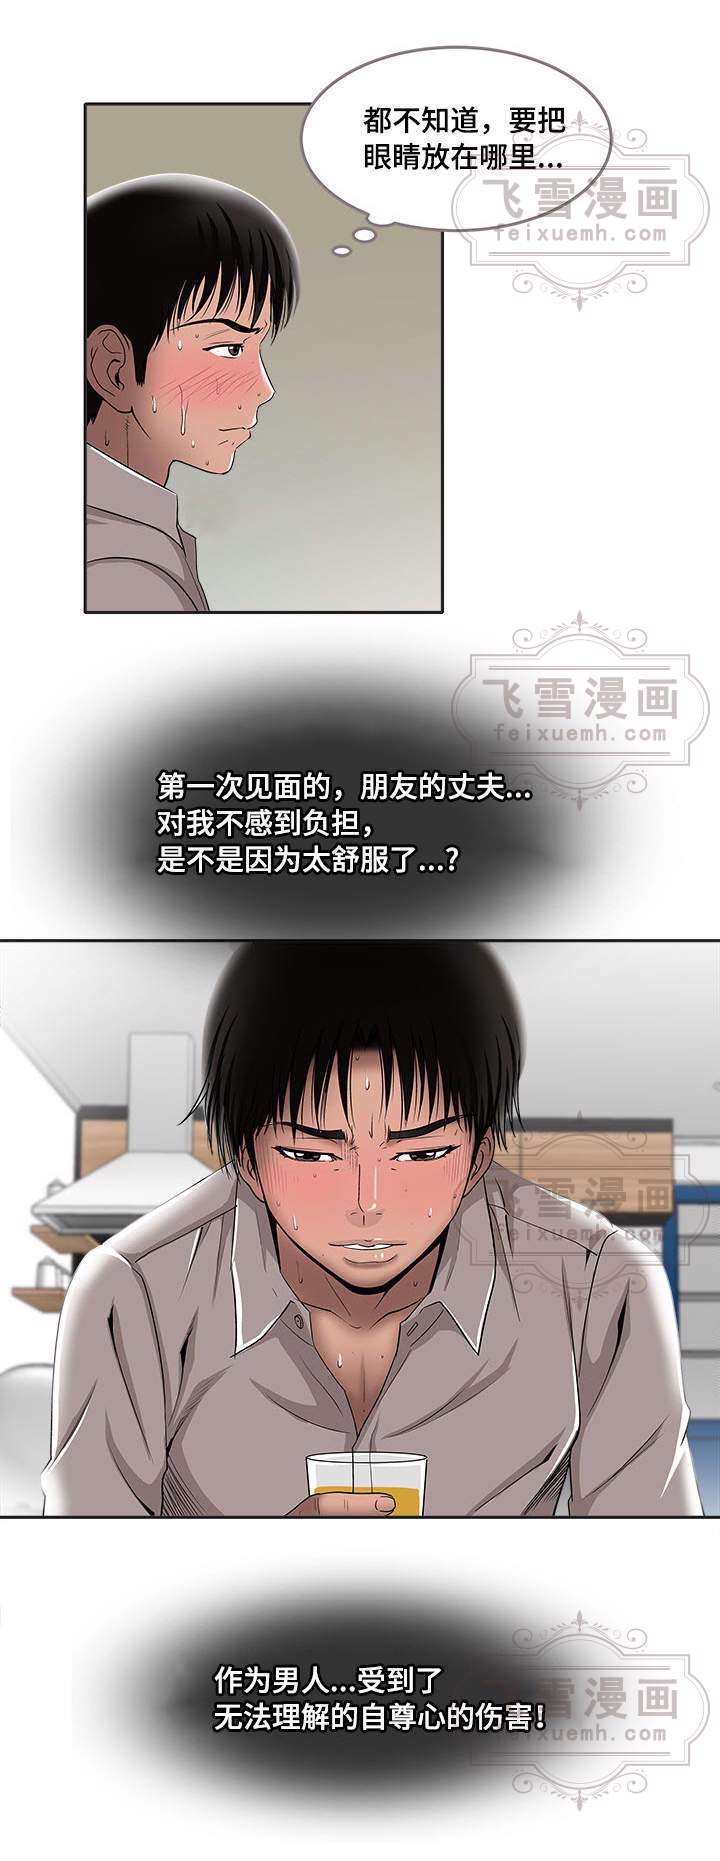 都不知道，要把
眼睛放在哪里...
飞雪漫画
feixuemh.com
飞雪漫画
feixuemh.com
第一次见面的，朋友的丈夫...
对我不感到负担，
是不是因为太舒服了...?
飞雪漫画
feixuemh.com
作为男人...受到了
无法理解的自尊心的伤害!
飞雪漫画
feixuemh.com